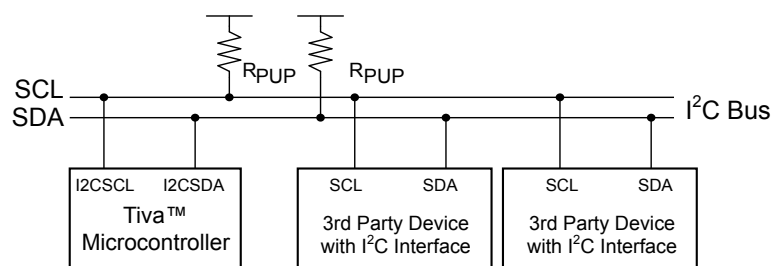 RPUP RPUP
SCL
SDA
I²C Bus
I2CSCL I2CSDA
Tiva™
Microcontroller
SCL SDA
3rd Party Device
with I²C Interface
SCL SDA
3rd Party Device
with I²C Interface